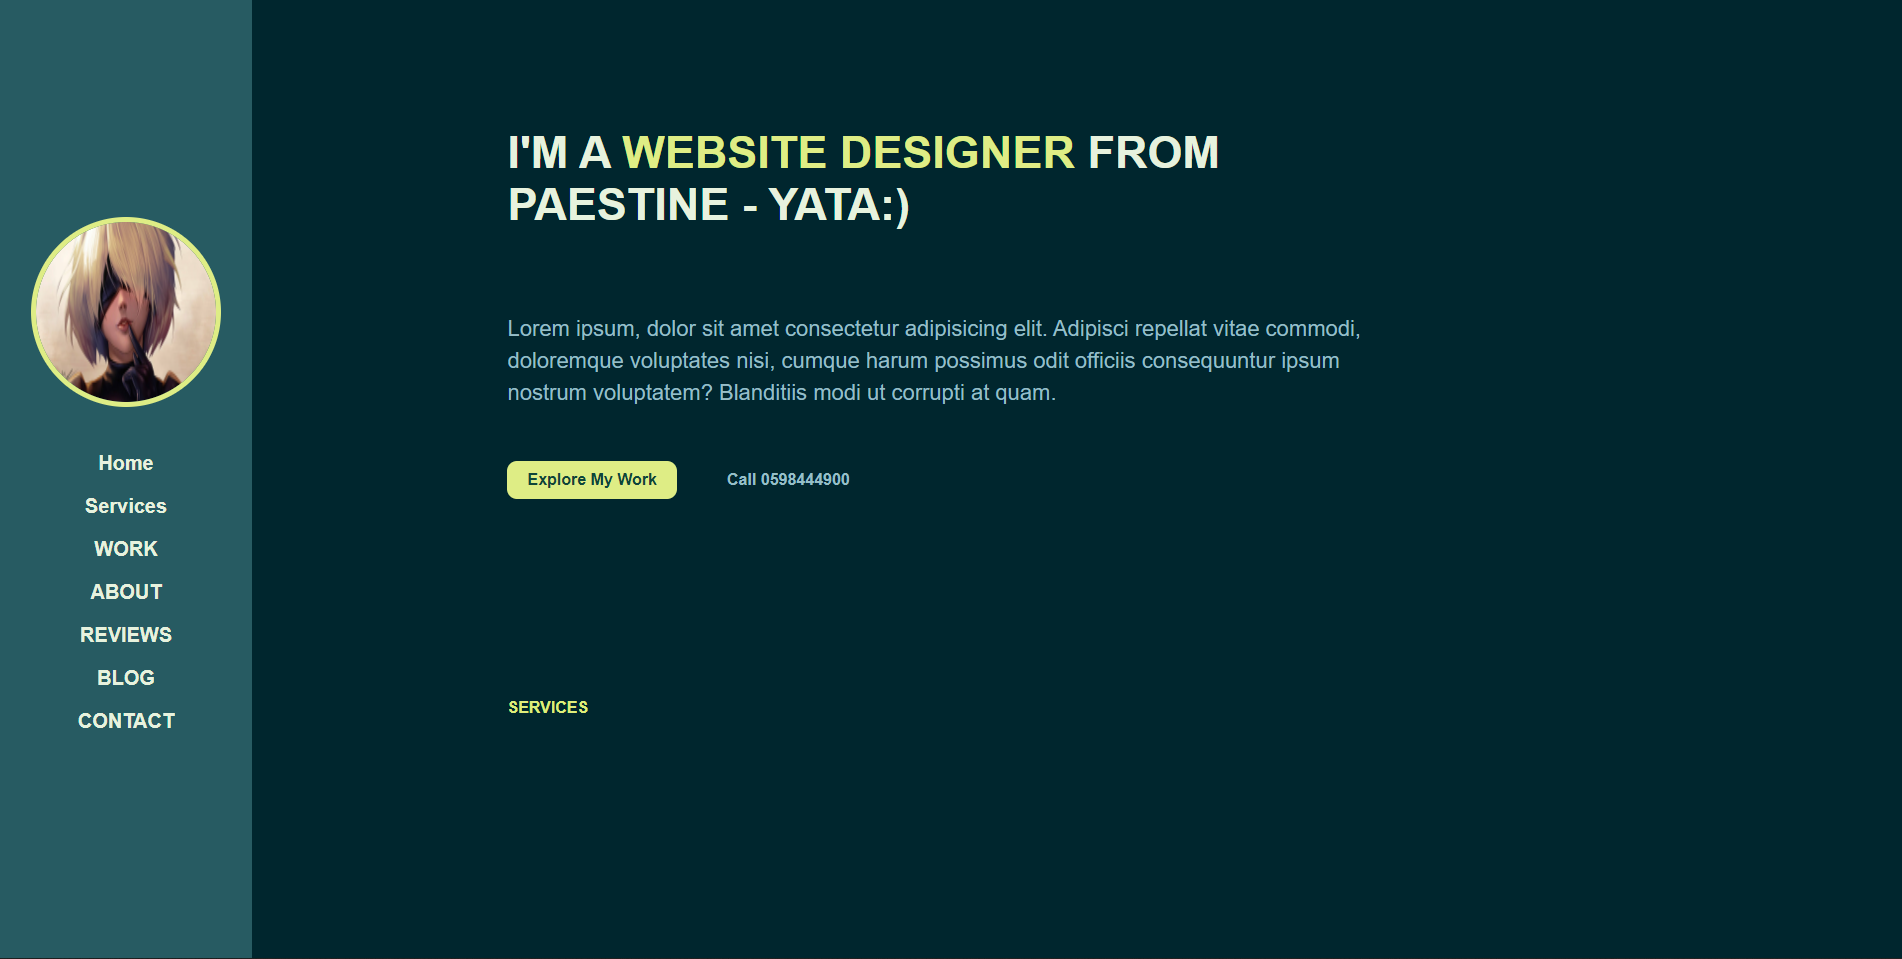 Home
Services
WORK
ABOUT
REVIEWS
BLOG
CONTACT
I'M A WEBSITE DESIGNER FROM
PAESTINE - YATA:)
Lorem ipsum, dolor sit amet consectetur adipisicing elit. Adipisci repellat vitae commodi,
doloremque voluptates nisi, cumque harum possimus odit officiis consequuntur ipsum
nostrum voluptatem? Blanditiis modi ut corrupti at quam.
Explore My Work
Call 0598444900
SERVICES